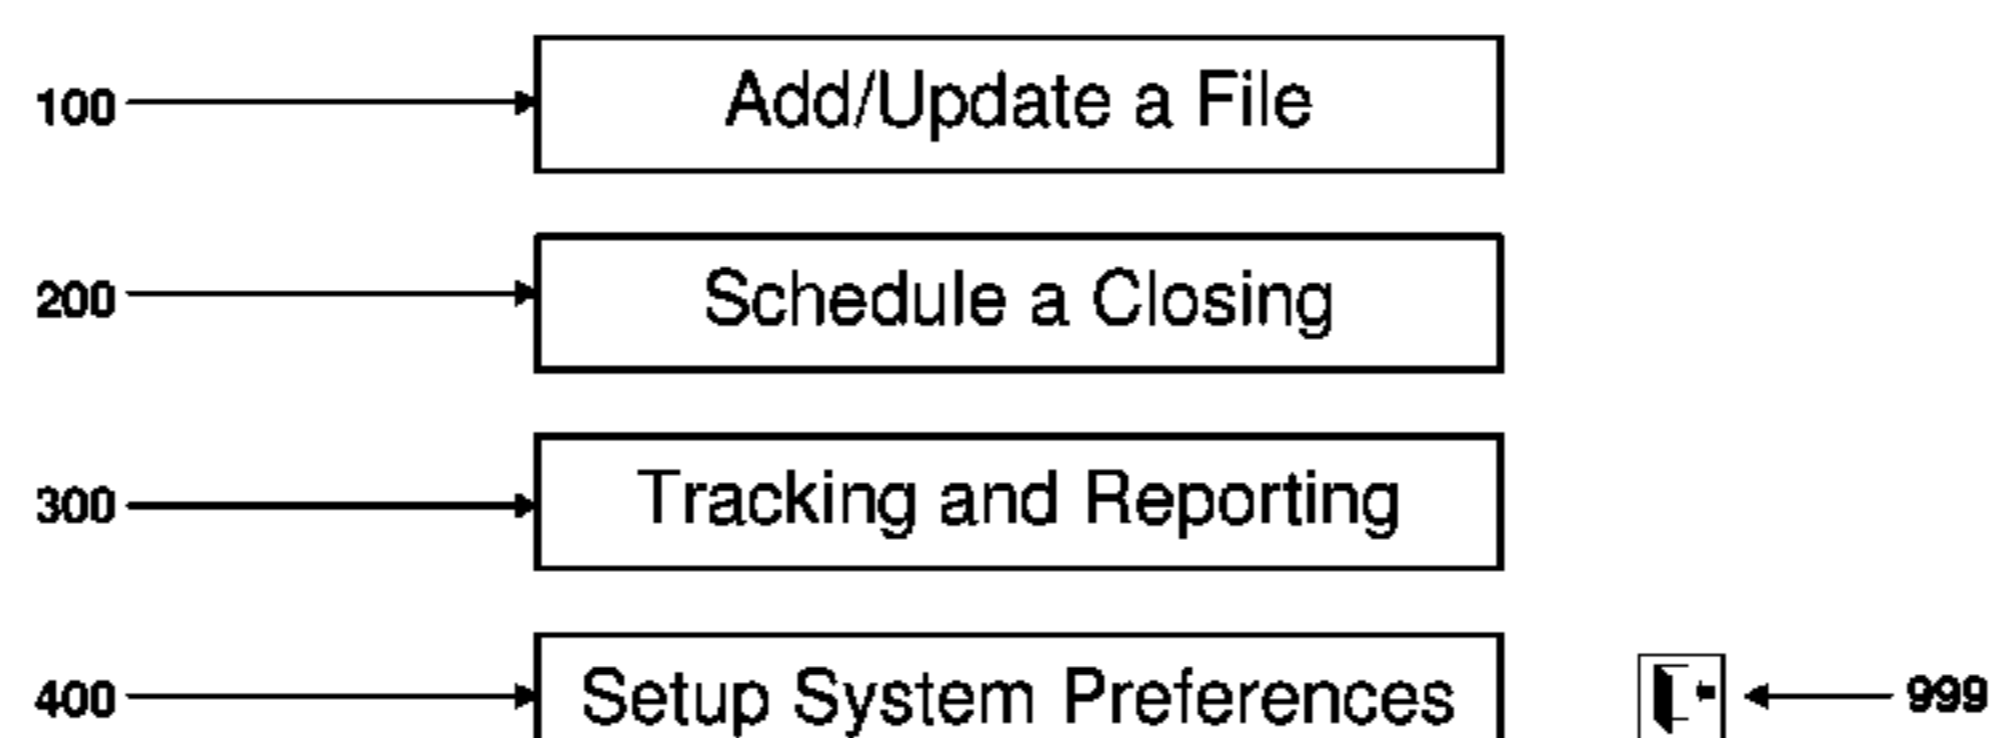 100 Add/Update a File
200 Schedule a Closing
300 Tracking and Reporting
400 Setup System Preferences 999